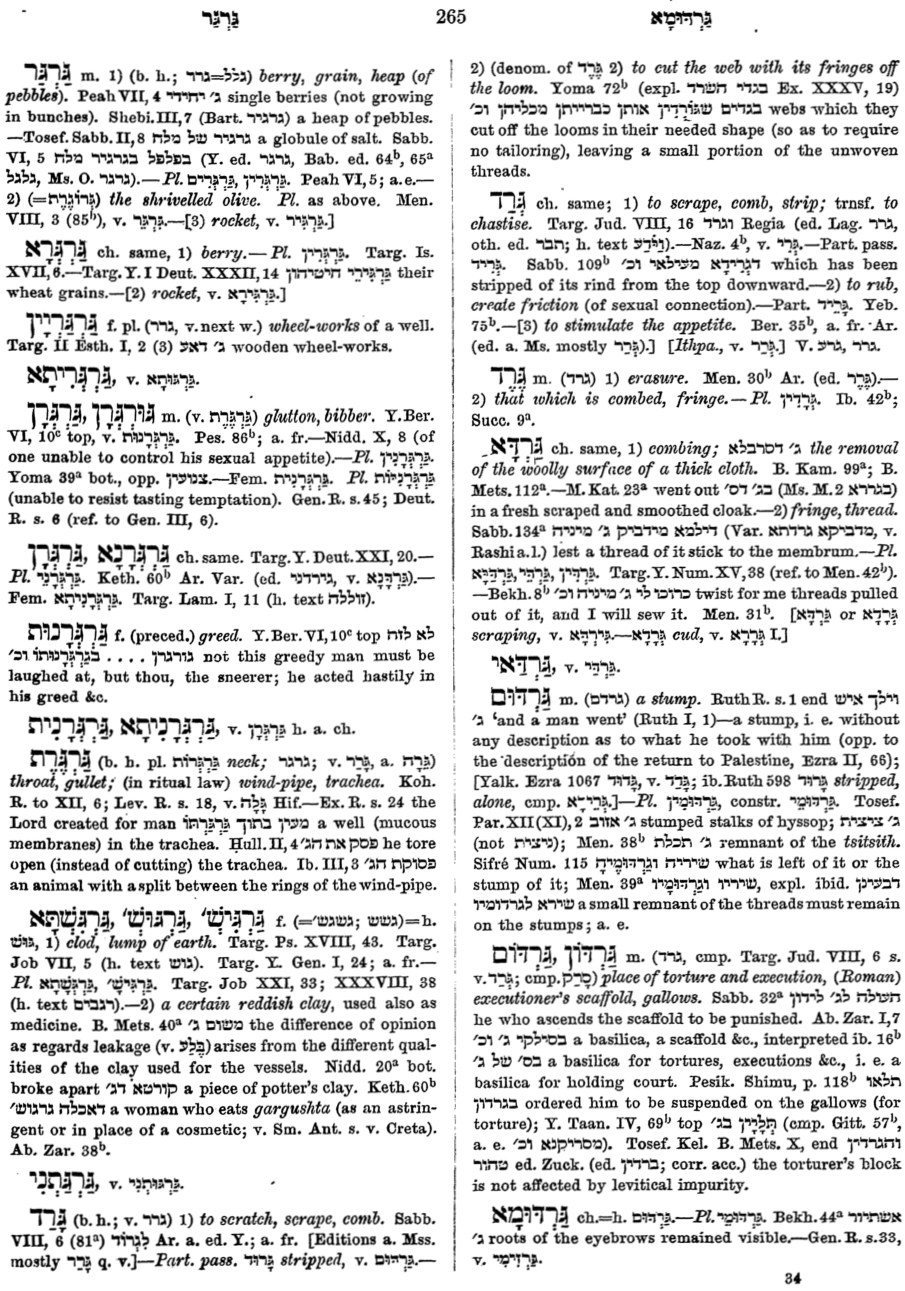 גַּרְגַּר
265
גַּרְדּוּמָא
גַּרְגַּר m. 1) (b. h.; גלל=גרר) berry, grain, heap (of
pebbles). Peah VII, 4 ג׳ יחידי single berries (not growing
in bunches). Shebi. III, 7 (Bart. גרגיר) a heap of pebbles.
—Tosef. Sabb. II, 8 גרגיר של מלח a globule of salt. Sabb.
VI, 5 בפלפל בגרגיר מלח (Y. ed. גרגר, Bab. ed. 64ᵇ, 65ᵃ
גלגל, Ms. O. גרגר).—Pl. גַּרְגְּרִין, גַּרְגְּרִים. Peah VI, 5; a. e.—
2) (=גְּרוֹגֶרֶת) the shrivelled olive. Pl. as above. Men.
VIII, 3 (85ᵇ), v. גִּרְגֵּר.—[3) rocket, v. גַּרְגִּיר.]
גַּרְגְּרָא ch. same, 1) berry.—Pl. גַּרְגְּרִין. Targ. Is.
XVII, 6.—Targ. Y. I Deut. XXXII, 14 גַּרְגִּירֵי חיטיהון their
wheat grains.—[2) rocket, v. גַּרְגִּירָא.]
גַּרְגְּרַיִין f. pl. (גרר, v. next w.) wheel-works of a well.
Targ. II Esth. I, 2 (3) ג׳ דאע wooden wheel-works.
גַּרְגְּרִיתָא, v. גַּרְגּוּתָא.
גַּרְגְּרָן, גּוּרְגְּרָן m. (v. גַּרְגֶּרֶת) glutton, bibber. Y. Ber.
VI, 10ᶜ top, v. גַּרְגְּרָנוּת. Pes. 86ᵇ; a. fr.—Nidd. X, 8 (of
one unable to control his sexual appetite).—Pl. גַּרְגְּרָנִין.
Yoma 39ᵃ bot., opp. צנועין.—Fem. גַּרְגְּרָנִית. Pl. גַּרְגְּרָנִיּוֹת
(unable to resist tasting temptation). Gen. R. s. 45; Deut.
R. s. 6 (ref. to Gen. III, 6).
גַּרְגְּרָנָא, גַּרְגְּרָן ch. same. Targ. Y. Deut. XXI, 20.—
Pl. גַּרְגְּרָנֵי. Keth. 60ᵇ Ar. Var. (ed. גירדני, v. גַּרְדָּנָא).—
Fem. גַּרְגְּרָנִיתָא. Targ. Lam. I, 11 (h. text זוללה).
גַּרְגְּרָנוּת f. (preced.) greed. Y. Ber. VI, 10ᶜ top לא לזה
גורגרן .... בגַרְגְּרָנוּתוֹ וכ׳ not this greedy man must be
laughed at, but thou, the sneerer; he acted hastily in
his greed &c.
גַּרְגְּרָנִיתָא, גַּרְגְּרָנִית, v. גַּרְגְּרָן h. a. ch.
גַּרְגֶּרֶת (b. h. pl. גַּרְגְּרוֹת neck; גרגר; v. גָּרַר, a. גֵּרָה m.)
throat, gullet; (in ritual law) wind-pipe, trachea. Koh.
R. to XII, 6; Lev. R. s. 18, v. גָּלָה Hif.—Ex. R. s. 24 the
Lord created for man מעין בתוך גַּרְגַּרְתּוֹ a well (mucous
membranes) in the trachea. Ḥull. II, 4 פסק את הג׳ he tore
open (instead of cutting) the trachea. Ib. III, 3 פסוקת הג׳
an animal with a split between the rings of the wind-pipe.
גַּרְגִּישׁ׳, גַּרְגּוּשׁ׳, גַּרְגִּשְׁתָּא f. (=גשגש׳; גשש)=h.
גּוּשׁ, 1) clod, lump of earth. Targ. Ps. XVIII, 43. Targ.
Job VII, 5 (h. text גוש). Targ. Y. Gen. I, 24; a. fr.—
Pl. גַּרְגִּישׁ׳, גַּרְגִּשְׁתָּא. Targ. Job XXI, 33; XXXVIII, 38
(h. text רגבים).—2) a certain reddish clay, used also as
medicine. B. Mets. 40ᵃ משום ג׳ the difference of opinion
as regards leakage (v. בָּלַע) arises from the different qual-
ities of the clay used for the vessels. Nidd. 20ᵃ bot.
broke apart קורטא דג׳ a piece of potter's clay. Keth. 60ᵇ
דאכלה גרגוש׳ a woman who eats gargushta (as an astrin-
gent or in place of a cosmetic; v. Sm. Ant. s. v. Creta).
Ab. Zar. 38ᵇ.
גַּרְגַּתְנִי, v. גַּרְגּוּתְנִי.
גָּרַד (b. h.; v. גרר) 1) to scratch, scrape, comb. Sabb.
VIII, 6 (81ᵃ) לִגְרוֹד Ar. a. ed. Y.; a. fr. [Editions a. Mss.
mostly גָּרַר q. v.]—Part. pass. גָּרוּד stripped, v. גַּרְדּוֹם.—
2) (denom. of גֶּרֶד 2) to cut the web with its fringes off
the loom. Yoma 72ᵇ (expl. בגדי השרד Ex. XXXV, 19)
בגדים שגּוֹרְדִין אותן כברייתן מכליהן וכ׳ webs which they
cut off the looms in their needed shape (so as to require
no tailoring), leaving a small portion of the unwoven
threads.
גְּרַד ch. same; 1) to scrape, comb, strip; trnsf. to
chastise. Targ. Jud. VIII, 16 וגרד Regia (ed. Lag. גרר,
oth. ed. תבר; h. text וַיֹּדַע).—Naz. 4ᵇ, v. גְּרֵי.—Part. pass.
גְּרִיד. Sabb. 109ᵇ דגְרִידָא מעילאי וכ׳ which has been
stripped of its rind from the top downward.—2) to rub,
create friction (of sexual connection).—Part. גָּרֵיד. Yeb.
75ᵇ.—[3) to stimulate the appetite. Ber. 35ᵇ, a. fr. Ar.
(ed. a. Ms. mostly גְּרַר).] [Ithpa., v. גְּרַר.] V. גרר, גרע.
גֶּרֶד m. (גרד) 1) erasure. Men. 30ᵇ Ar. (ed. גֶּרֶר).—
2) that which is combed, fringe.—Pl. גְּרָדִין. Ib. 42ᵇ;
Succ. 9ᵃ.
גַּרְדָּא ch. same, 1) combing; ג׳ דסרבלא the removal
of the woolly surface of a thick cloth. B. Kam. 99ᵃ; B.
Mets. 112ᵃ.—M. Kat. 23ᵃ went out בג׳ דס׳ (Ms. M. 2 בגררא)
in a fresh scraped and smoothed cloak.—2) fringe, thread.
Sabb. 134ᵃ דילמא מידביק ג׳ מיניה (Var. מדביקא גרדתא, v.
Rashi a. l.) lest a thread of it stick to the membrum.—Pl.
גַּרְדִּין, גַּרְדֵּי, גַּרְדַּיָּא. Targ. Y. Num. XV, 38 (ref. to Men. 42ᵇ).
—Bekh. 8ᵇ כרוכו לי ג׳ מיניה וכ׳ twist for me threads pulled
out of it, and I will sew it. Men. 31ᵇ. [גַּרְדָּא or גְּרָדָא
scraping, v. גִּירְדָּא.—גְּרָדָא cud, v. גְּרָרָא I.]
גַּרְדַּאי, v. גַּרְדִּי.
גַּרְדּוֹם m. (גרדם) a stump. Ruth R. s. 1 end וילך איש
ג׳ ‘and a man went’ (Ruth I, 1)—a stump, i. e. without
any description as to what he took with him (opp. to
the description of the return to Palestine, Ezra II, 66);
[Yalk. Ezra 1067 גָּדוּד, v. גָּרַד; ib. Ruth 598 גָּרוּד stripped,
alone, cmp. גְּרֵידָא.]—Pl. גַּרְדּוּמִין, constr. גַּרְדּוּמֵי. Tosef.
Par. XII (XI), 2 ג׳ אזוב stumped stalks of hyssop; ג׳ ציצית
(not ניצית); Men. 38ᵇ ג׳ תכלת remnant of the tsitsith.
Sifré Num. 115 שיריה וגַרְדּוּמֶיהָ what is left of it or the
stump of it; Men. 39ᵃ שיריו וגַרְדּוּמָיו, expl. ibid. דבעינן
שיורא לגרדומיו a small remnant of the threads must remain
on the stumps; a. e.
גַּרְדּוֹן, גַּרְדּוֹם m. (גרד, cmp. Targ. Jud. VIII, 6 s.
v. גְּרַד; cmp. סָרַק) place of torture and execution, (Roman)
executioner's scaffold, gallows. Sabb. 32ᵃ העולה לג׳ לידון
he who ascends the scaffold to be punished. Ab. Zar. I, 7
בסילקי ג׳ וכ׳ a basilica, a scaffold &c., interpreted ib. 16ᵇ
בס׳ של ג׳ a basilica for tortures, executions &c., i. e. a
basilica for holding court. Pesik. Shimu, p. 118ᵇ תלאו
בגרדון ordered him to be suspended on the gallows (for
torture); Y. Taan. IV, 69ᵇ top תְּלָיַין בג׳ (cmp. Gitt. 57ᵇ,
a. e. מסריקנא וכ׳). Tosef. Kel. B. Mets. X, end והגרדין
טהור ed. Zuck. (ed. ברדין; corr. acc.) the torturer's block
is not affected by levitical impurity.
גַּרְדּוּמָא ch.=h. גַּרְדּוֹם.—Pl. גַּרְדּוּמֵי. Bekh. 44ᵃ אשתיור
ג׳ roots of the eyebrows remained visible.—Gen. R. s. 33,
v. גַּרְזִימֵי.
34